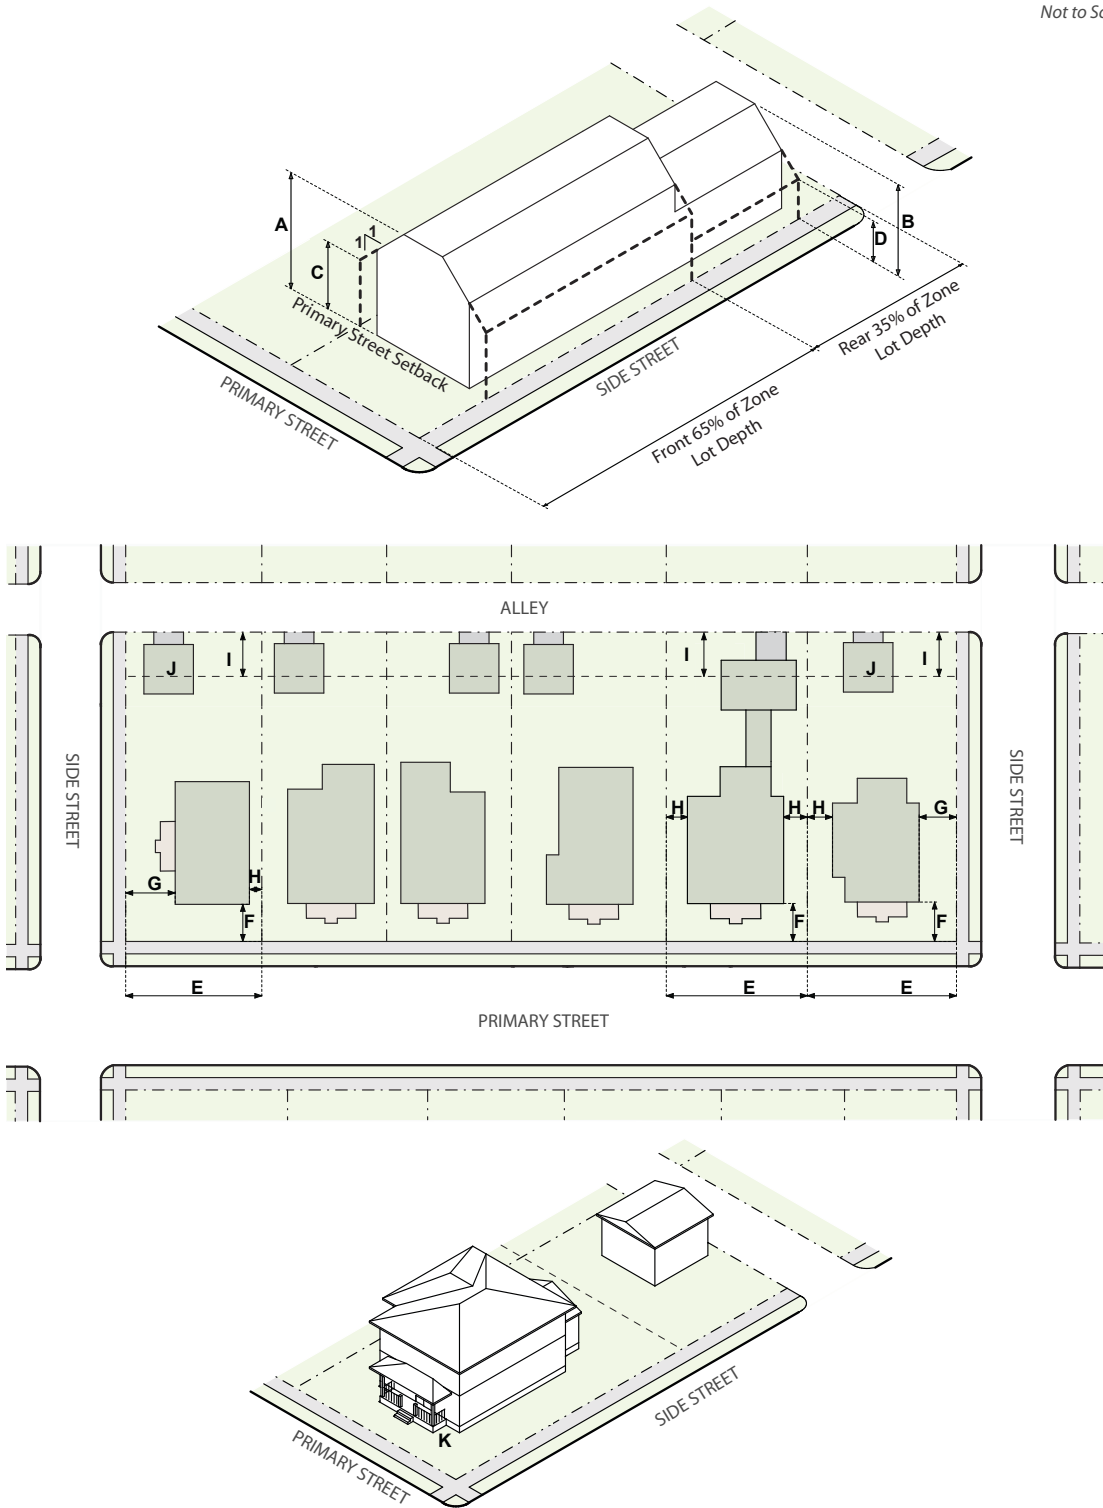 Not to Sc
A
1
1
C
B
D
Primary Street Setback
Rear 35% of Zone
Lot Depth
PRIMARY STREET
SIDE STREET
Front 65% of Zone
Lot Depth
ALLEY
J
I
I
J
I
SIDE STREET
SIDE STREET
H
H
H
G
G
H
F
F
F
E
E
E
PRIMARY STREET
K
PRIMARY STREET
SIDE STREET